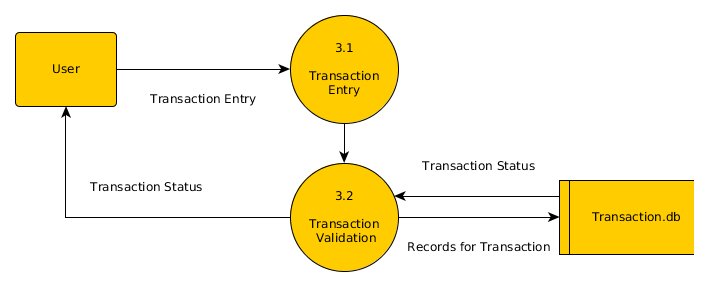 3.1
User
Transaction
Entry
Transaction Entry
Transaction Status
Transaction Status
3.2
Transaction
Validation
Transaction.db
Records for Transaction